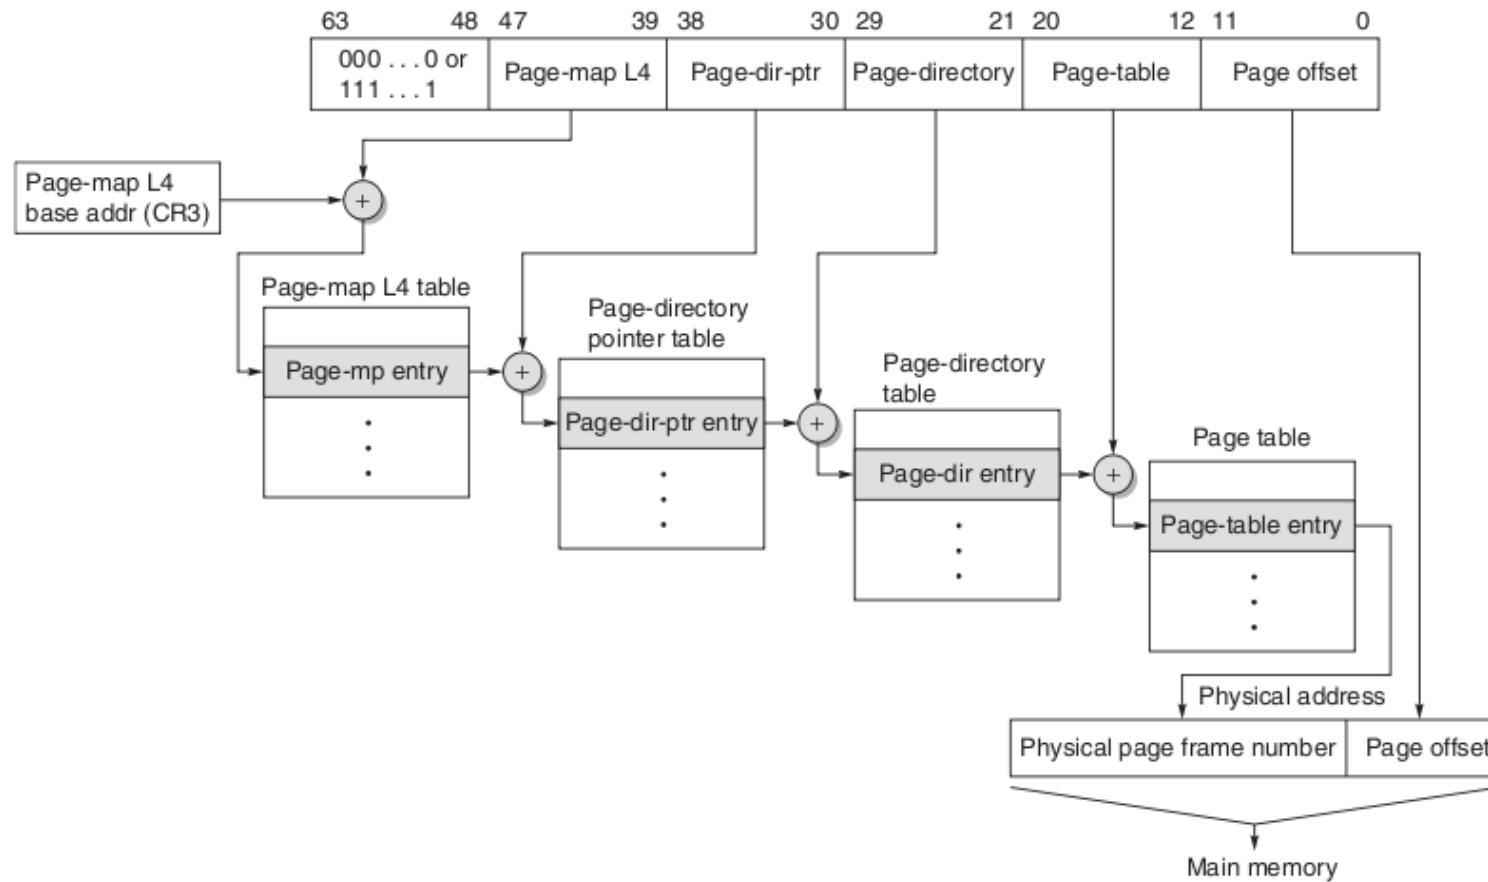 63 48 47 39 38 30 29 21 20 12 11 0
000 . . . 0 or
111 . . . 1
Page-map L4
Page-dir-ptr
Page-directory
Page-table
Page offset
Page-map L4
base addr (CR3)
+
Page-map L4 table
Page-mp entry
+
Page-directory
pointer table
Page-dir-ptr entry
+
Page-directory
table
Page-dir entry
+
Page table
Page-table entry
Physical address
Physical page frame number
Page offset
Main memory